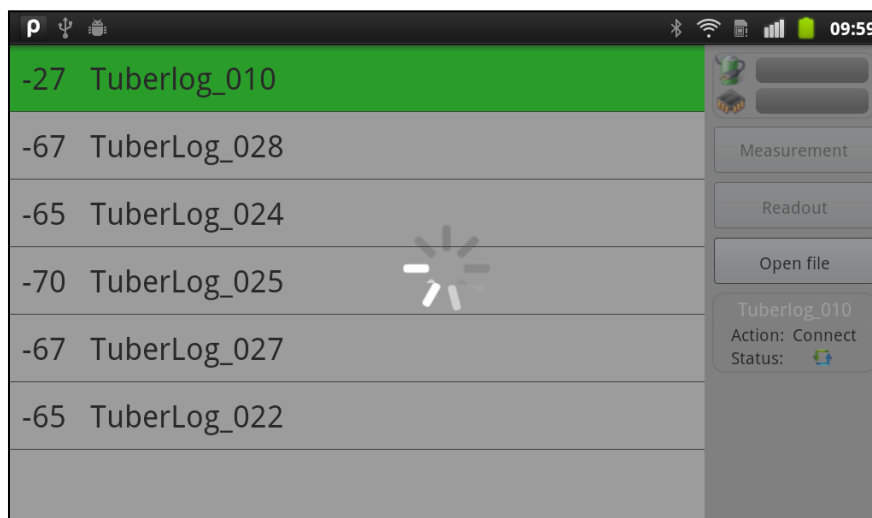 09:59
-27 Tuberlog_010
-67 TuberLog_028
-65 TuberLog_024
-70 TuberLog_025
-67 TuberLog_027
-65 TuberLog_022
Measurement
Readout
Open file
Tuberlog_010
Action: Connect
Status: